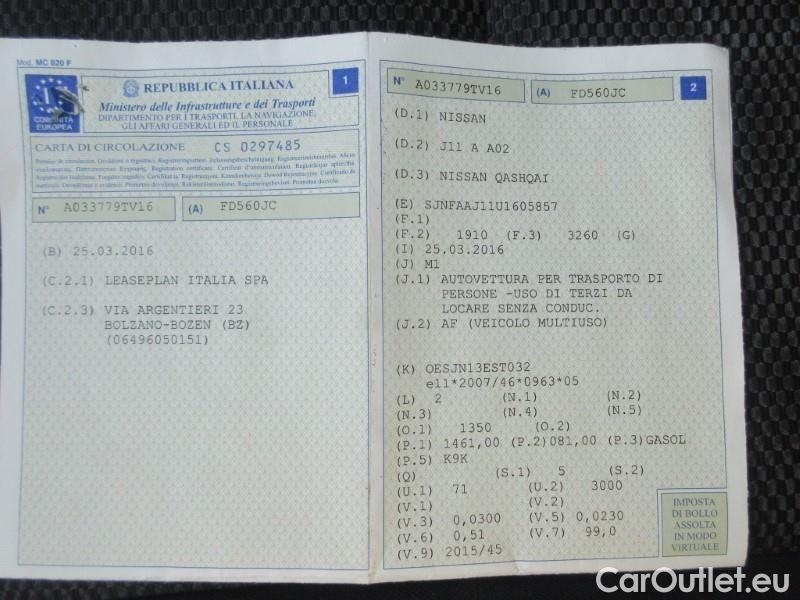 Mod. MC 820 F
COMUNITÀ
EUROPEA
REPUBBLICA ITALIANA
1
Ministero delle Infrastrutture e dei Trasporti
DIPARTIMENTO PER I TRASPORTI, LA NAVIGAZIONE,
GLI AFFARI GENERALI ED IL PERSONALE
CARTA DI CIRCOLAZIONE CS 0297485
N° A033779TV16 (A) FD560JC
(B) 25.03.2016
(C.2.1) LEASEPLAN ITALIA SPA
(C.2.3) VIA ARGENTIERI 23
BOLZANO-BOZEN (BZ)
(06496050151)
N° A033779TV16 (A) FD560JC 2
(D.1) NISSAN
(D.2) J11 A A02
(D.3) NISSAN QASHQAI
(E) SJNFAAJ11U1605857
(F.1)
(F.2) 1910 (F.3) 3260 (G)
(I) 25.03.2016
(J) M1
(J.1) AUTOVETTURA PER TRASPORTO DI
PERSONE -USO DI TERZI DA
LOCARE SENZA CONDUC.
(J.2) AF (VEICOLO MULTIUSO)
(K) OESJN13EST032
e11*2007/46*0963*05
(L) 2 (N.1) (N.2)
(N.3) (N.4) (N.5)
(O.1) 1350 (O.2)
(P.1) 1461,00 (P.2)081,00 (P.3)GASOL
(P.5) K9K
(Q) (S.1) 5 (S.2)
(U.1) 71 (U.2) 3000
(V.1) (V.2)
(V.3) 0,0300 (V.5) 0,0230
(V.6) 0,51 (V.7) 99,0
(V.9) 2015/45
IMPOSTA
DI BOLLO
ASSOLTA
IN MODO
VIRTUALE
CarOutlet.eu